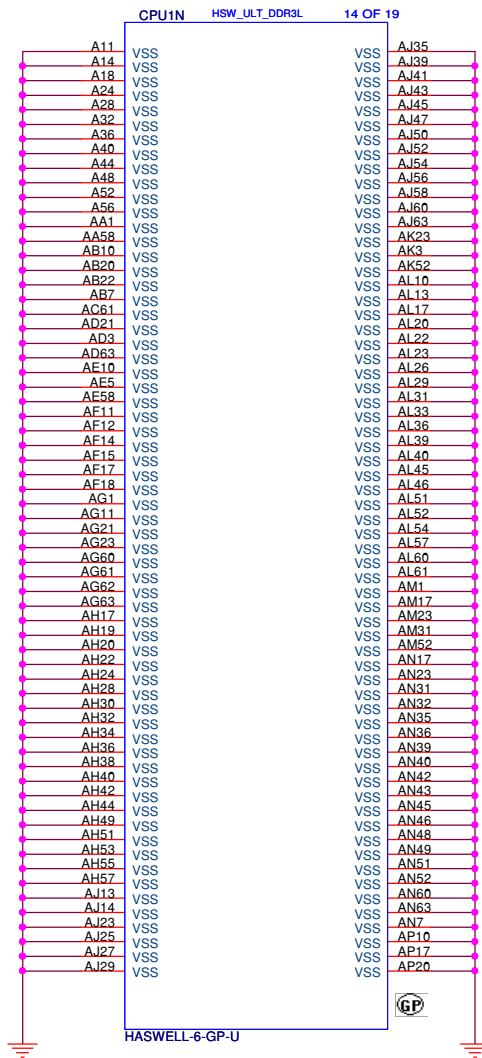 CPU1N HSW_ULT_DDR3L 14 OF 19
A11 VSS VSS AJ35
A14 VSS VSS AJ39
A18 VSS VSS AJ41
A24 VSS VSS AJ43
A28 VSS VSS AJ45
A32 VSS VSS AJ47
A36 VSS VSS AJ50
A40 VSS VSS AJ52
A44 VSS VSS AJ54
A48 VSS VSS AJ56
A52 VSS VSS AJ58
A56 VSS VSS AJ60
AA1 VSS VSS AJ63
AA58 VSS VSS AK23
AB10 VSS VSS AK3
AB20 VSS VSS AK52
AB22 VSS VSS AL10
AB7 VSS VSS AL13
AC61 VSS VSS AL17
AD21 VSS VSS AL20
AD3 VSS VSS AL22
AD63 VSS VSS AL23
AE10 VSS VSS AL26
AE5 VSS VSS AL29
AE58 VSS VSS AL31
AF11 VSS VSS AL33
AF12 VSS VSS AL36
AF14 VSS VSS AL39
AF15 VSS VSS AL40
AF17 VSS VSS AL45
AF18 VSS VSS AL46
AG1 VSS VSS AL51
AG11 VSS VSS AL52
AG21 VSS VSS AL54
AG23 VSS VSS AL57
AG60 VSS VSS AL60
AG61 VSS VSS AL61
AG62 VSS VSS AM1
AG63 VSS VSS AM17
AH17 VSS VSS AM23
AH19 VSS VSS AM31
AH20 VSS VSS AM52
AH22 VSS VSS AN17
AH24 VSS VSS AN23
AH28 VSS VSS AN31
AH30 VSS VSS AN32
AH32 VSS VSS AN35
AH34 VSS VSS AN36
AH36 VSS VSS AN39
AH38 VSS VSS AN40
AH40 VSS VSS AN42
AH42 VSS VSS AN43
AH44 VSS VSS AN45
AH49 VSS VSS AN46
AH51 VSS VSS AN48
AH53 VSS VSS AN49
AH55 VSS VSS AN51
AH57 VSS VSS AN52
AJ13 VSS VSS AN60
AJ14 VSS VSS AN63
AJ23 VSS VSS AN7
AJ25 VSS VSS AP10
AJ27 VSS VSS AP17
AJ29 VSS VSS AP20
GP
HASWELL-6-GP-U